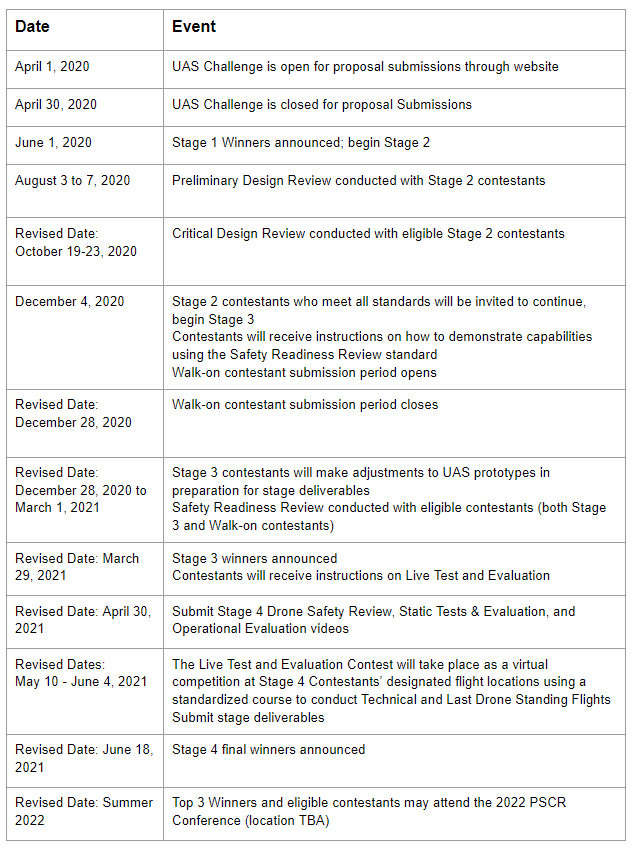 Date Event
April 1, 2020 UAS Challenge is open for proposal submissions through website
April 30, 2020 UAS Challenge is closed for proposal Submissions
June 1, 2020 Stage 1 Winners announced; begin Stage 2
August 3 to 7, 2020 Preliminary Design Review conducted with Stage 2 contestants
Revised Date: Critical Design Review conducted with eligible Stage 2 contestants
October 19-23, 2020
December 4, 2020 Stage 2 contestants who meet all standards will be invited to continue,
begin Stage 3
Contestants will receive instructions on how to demonstrate capabilities
using the Safety Readiness Review standard
Walk-on contestant submission period opens
Revised Date: Walk-on contestant submission period closes
December 28, 2020
Revised Date: Stage 3 contestants will make adjustments to UAS prototypes in
December 28, 2020 to preparation for stage deliverables
March 1, 2021 Safety Readiness Review conducted with eligible contestants (both Stage
3 and Walk-on contestants)
Revised Date: March Stage 3 winners announced
29, 2021 Contestants will receive instructions on Live Test and Evaluation
Revised Date: April 30, Submit Stage 4 Drone Safety Review, Static Tests & Evaluation, and
2021 Operational Evaluation videos
Revised Dates: The Live Test and Evaluation Contest will take place as a virtual
May 10 - June 4, 2021 competition at Stage 4 Contestants' designated flight locations using a
standardized course to conduct Technical and Last Drone Standing Flights
Submit stage deliverables
Revised Date: June 18, Stage 4 final winners announced
2021
Revised Date: Summer Top 3 Winners and eligible contestants may attend the 2022 PSCR
2022 Conference (location TBA)